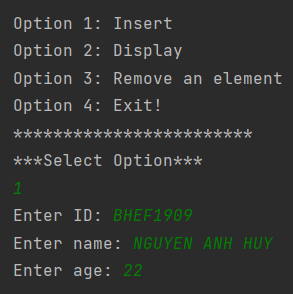 Option 1: Insert
Option 2: Display
Option 3: Remove an element
Option 4: Exit!
************************
***Select Option***
1
Enter ID: BHEF1909
Enter name: NGUYEN ANH HUY
Enter age: 22